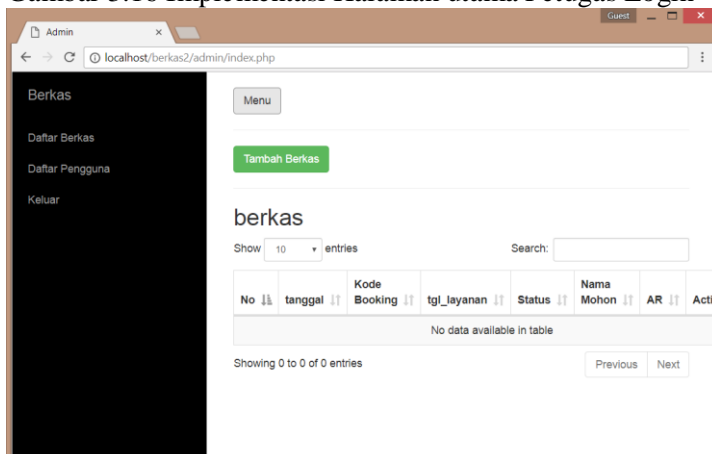 Gambar 3.16 Implementasi Halaman utama Petugas Login
Guest
Admin
localhost/berkas2/admin/index.php
Berkas
Menu
Daftar Berkas
Tambah Berkas
Daftar Pengguna
Keluar
berkas
Show 10 entries Search:
No tanggal Kode Booking tgl_layanan Status Nama Mohon AR Acti
No data available in table
Showing 0 to 0 of 0 entries Previous Next